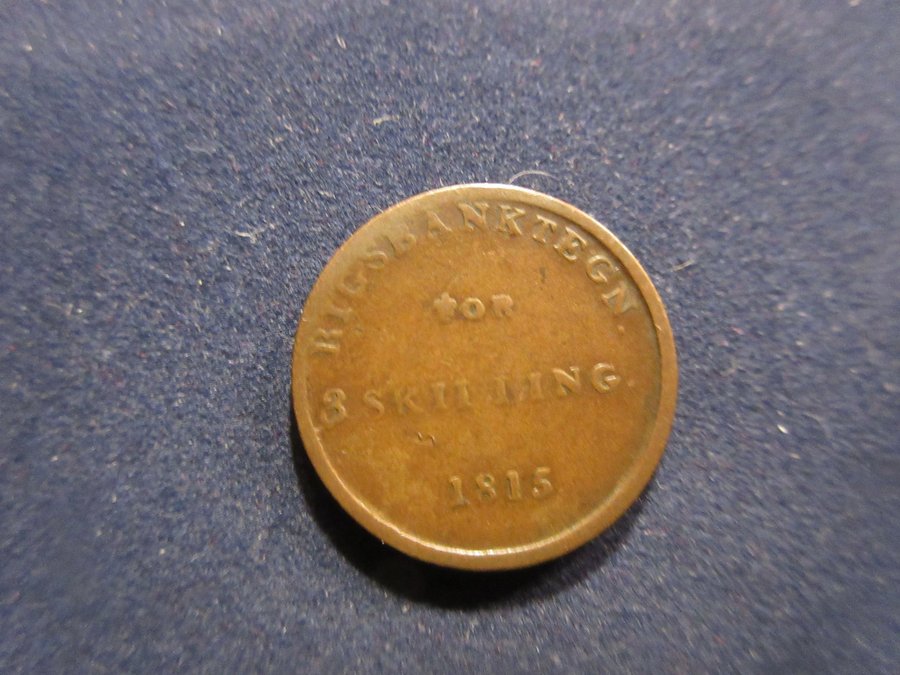 RIGSBANKTEGN.
FOR
3 SKILLING.
1815